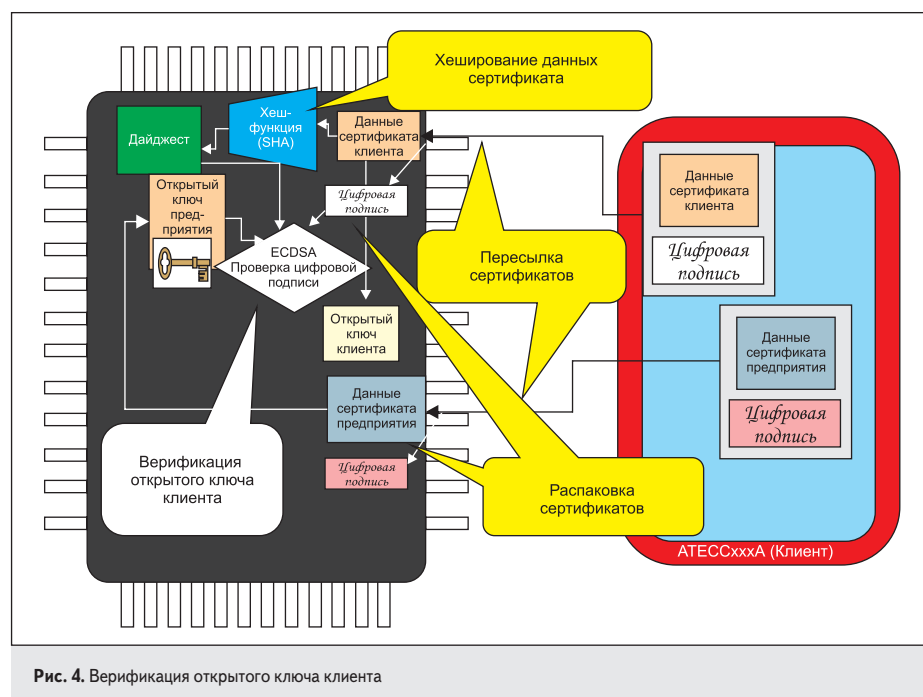 Хеширование данных
сертификата
Дайджест
Хеш-
функция
(SHA)
Данные
сертификата
клиента
Открытый
ключ
пред-
приятия
Цифровая
подпись
ECDSA
Проверка цифровой
подписи
Открытый
ключ
клиента
Данные
сертификата
предприятия
Цифровая
подпись
Верификация
открытого ключа
клиента
Пересылка
сертификатов
Распаковка
сертификатов
Данные
сертификата
клиента
Цифровая
подпись
Данные
сертификата
предприятия
Цифровая
подпись
ATECCxxxA (Клиент)
Рис. 4. Верификация открытого ключа клиента